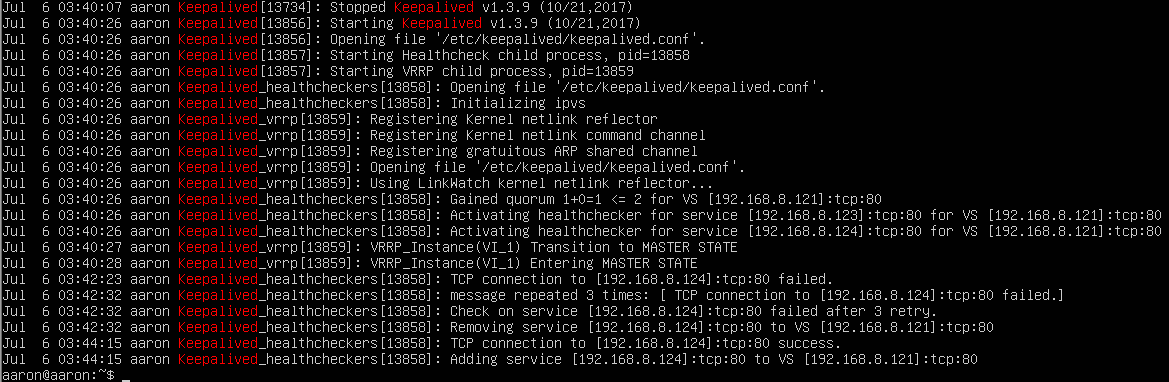 Jul  6 03:40:07 aaron Keepalived[13734]: Stopped Keepalived v1.3.9 (10/21,2017)
Jul  6 03:40:26 aaron Keepalived[13856]: Starting Keepalived v1.3.9 (10/21,2017)
Jul  6 03:40:26 aaron Keepalived[13856]: Opening file '/etc/keepalived/keepalived.conf'.
Jul  6 03:40:26 aaron Keepalived[13857]: Starting Healthcheck child process, pid=13858
Jul  6 03:40:26 aaron Keepalived[13857]: Starting VRRP child process, pid=13859
Jul  6 03:40:26 aaron Keepalived_healthcheckers[13858]: Opening file '/etc/keepalived/keepalived.conf'.
Jul  6 03:40:26 aaron Keepalived_healthcheckers[13858]: Initializing ipvs
Jul  6 03:40:26 aaron Keepalived_vrrp[13859]: Registering Kernel netlink reflector
Jul  6 03:40:26 aaron Keepalived_vrrp[13859]: Registering Kernel netlink command channel
Jul  6 03:40:26 aaron Keepalived_vrrp[13859]: Registering gratuitous ARP shared channel
Jul  6 03:40:26 aaron Keepalived_vrrp[13859]: Opening file '/etc/keepalived/keepalived.conf'.
Jul  6 03:40:26 aaron Keepalived_vrrp[13859]: Using LinkWatch kernel netlink reflector...
Jul  6 03:40:26 aaron Keepalived_healthcheckers[13858]: Gained quorum 1+0=1 <= 2 for VS [192.168.8.121]:tcp:80
Jul  6 03:40:26 aaron Keepalived_healthcheckers[13858]: Activating healthchecker for service [192.168.8.123]:tcp:80 for VS [192.168.8.121]:tcp:80
Jul  6 03:40:26 aaron Keepalived_healthcheckers[13858]: Activating healthchecker for service [192.168.8.124]:tcp:80 for VS [192.168.8.121]:tcp:80
Jul  6 03:40:27 aaron Keepalived_vrrp[13859]: VRRP_Instance(VI_1) Transition to MASTER STATE
Jul  6 03:40:28 aaron Keepalived_vrrp[13859]: VRRP_Instance(VI_1) Entering MASTER STATE
Jul  6 03:42:23 aaron Keepalived_healthcheckers[13858]: TCP connection to [192.168.8.124]:tcp:80 failed.
Jul  6 03:42:32 aaron Keepalived_healthcheckers[13858]: message repeated 3 times: [ TCP connection to [192.168.8.124]:tcp:80 failed.]
Jul  6 03:42:32 aaron Keepalived_healthcheckers[13858]: Check on service [192.168.8.124]:tcp:80 failed after 3 retry.
Jul  6 03:42:32 aaron Keepalived_healthcheckers[13858]: Removing service [192.168.8.124]:tcp:80 to VS [192.168.8.121]:tcp:80
Jul  6 03:44:15 aaron Keepalived_healthcheckers[13858]: TCP connection to [192.168.8.124]:tcp:80 success.
Jul  6 03:44:15 aaron Keepalived_healthcheckers[13858]: Adding service [192.168.8.124]:tcp:80 to VS [192.168.8.121]:tcp:80
aaron@aaron:~$ _